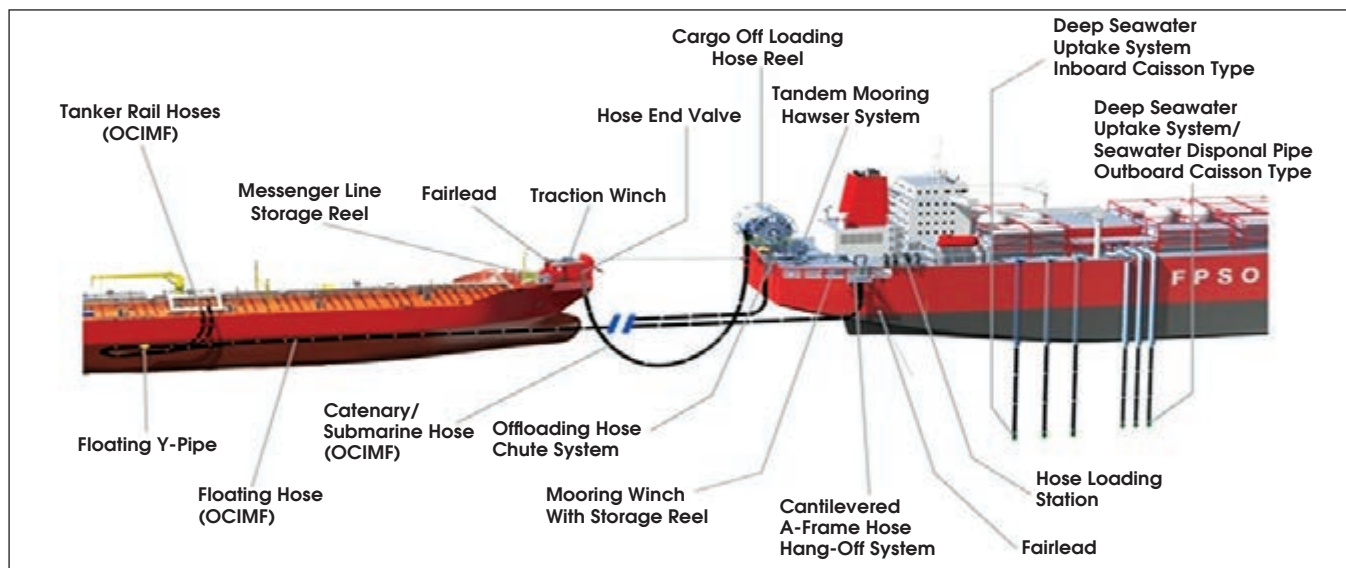 Cargo Off Loading
Hose Reel
Deep Seawater
Uptake System
Inboard Caisson Type
Tanker Rail Hoses
(OCIMF)
Hose End Valve
Tandem Mooring
Hawser System
Deep Seawater
Uptake System/
Seawater Disponal Pipe
Outboard Caisson Type
Messenger Line
Storage Reel
Fairlead
Traction Winch
FPSO
Floating Y-Pipe
Floating Hose
(OCIMF)
Catenary/
Submarine Hose
(OCIMF)
Offloading Hose
Chute System
Mooring Winch
With Storage Reel
Cantilevered
A-Frame Hose
Hang-Off System
Hose Loading
Station
Fairlead